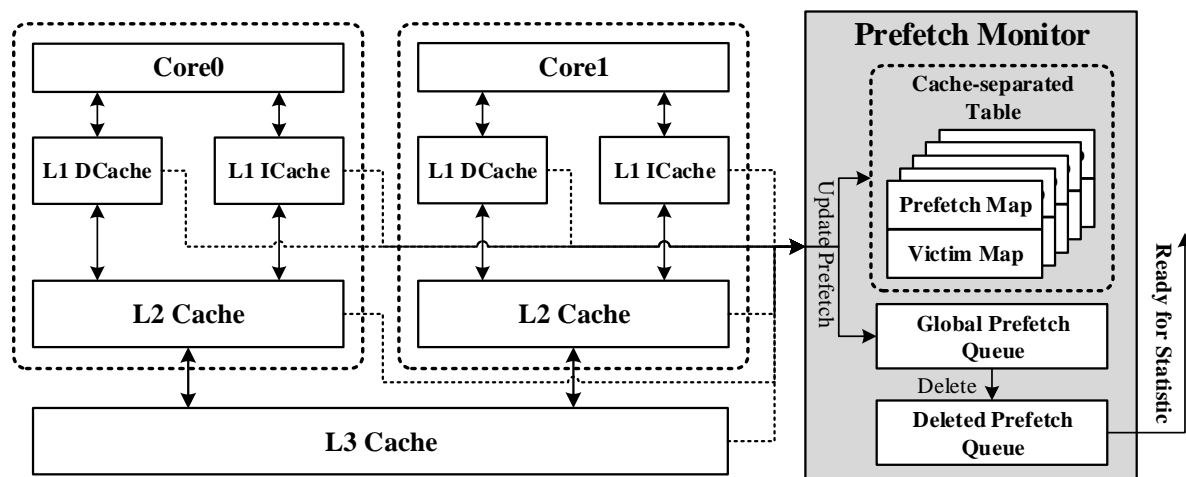 Core0
L1 DCache
L1 ICache
L2 Cache
Core1
L1 DCache
L1 ICache
L2 Cache
L3 Cache
Prefetch Monitor
Cache-separated
Table
Prefetch Map
Victim Map
Update Prefetch
Global Prefetch
Queue
Delete
Deleted Prefetch
Queue
Ready for Statistic